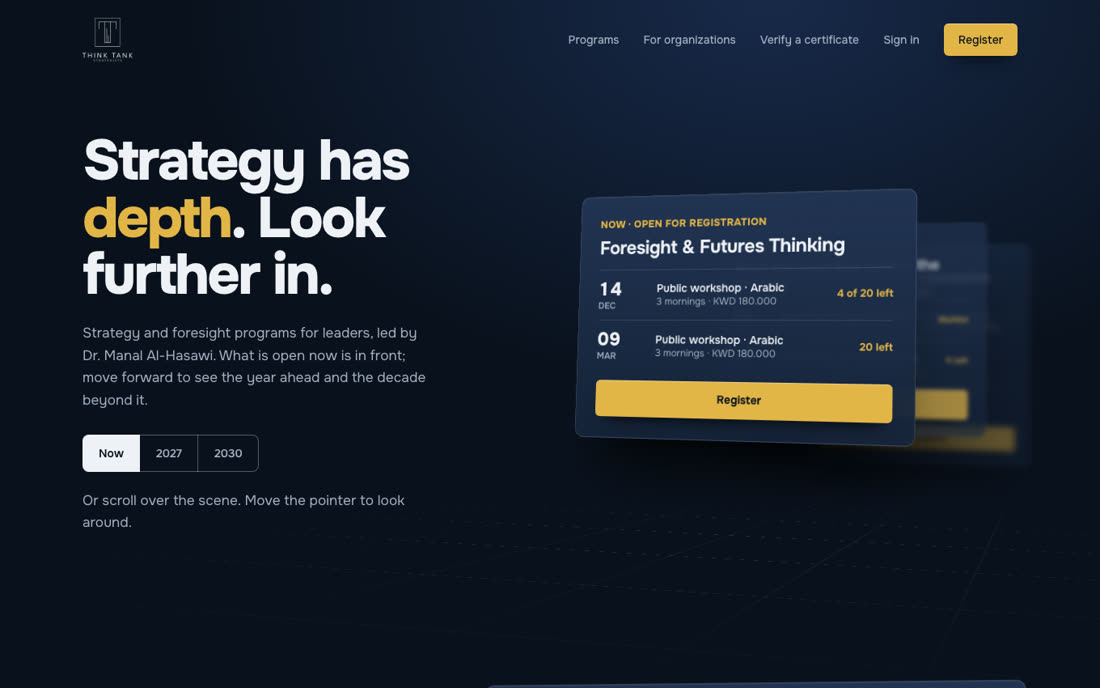 THINK TANK
Programs
For organizations
Verify a certificate
Sign in
Register
Strategy has
depth. Look
further in.
Strategy and foresight programs for leaders, led by
Dr. Manal Al-Hasawi. What is open now is in front;
move forward to see the year ahead and the decade
beyond it.
Now
2027
2030
Or scroll over the scene. Move the pointer to look
around.
NOW · OPEN FOR REGISTRATION
Foresight & Futures Thinking
14
DEC
Public workshop · Arabic
3 mornings · KWD 180.000
4 of 20 left
09
MAR
Public workshop · Arabic
3 mornings · KWD 180.000
20 left
Register